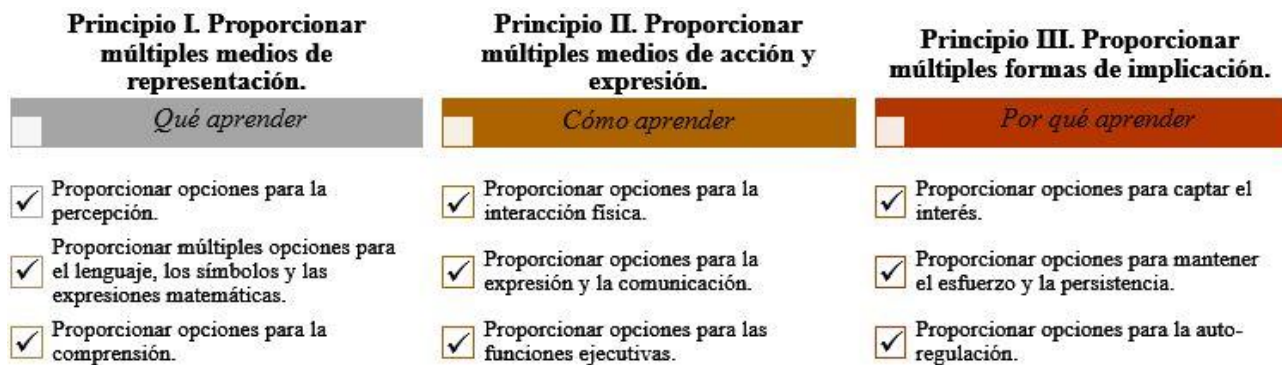 Principio I. Proporcionar
múltiples medios de
representación.
Qué aprender
Proporcionar opciones para la
percepción.
Proporcionar múltiples opciones para
el lenguaje, los símbolos y las
expresiones matemáticas.
Proporcionar opciones para la
comprensión.
Principio II. Proporcionar
múltiples medios de acción y
expresión.
Cómo aprender
Proporcionar opciones para la
interacción física.
Proporcionar opciones para la
expresión y la comunicación.
Proporcionar opciones para las
funciones ejecutivas.
Principio III. Proporcionar
múltiples formas de implicación.
Por qué aprender
Proporcionar opciones para captar el
interés.
Proporcionar opciones para mantener
el esfuerzo y la persistencia.
Proporcionar opciones para la auto-
regulación.